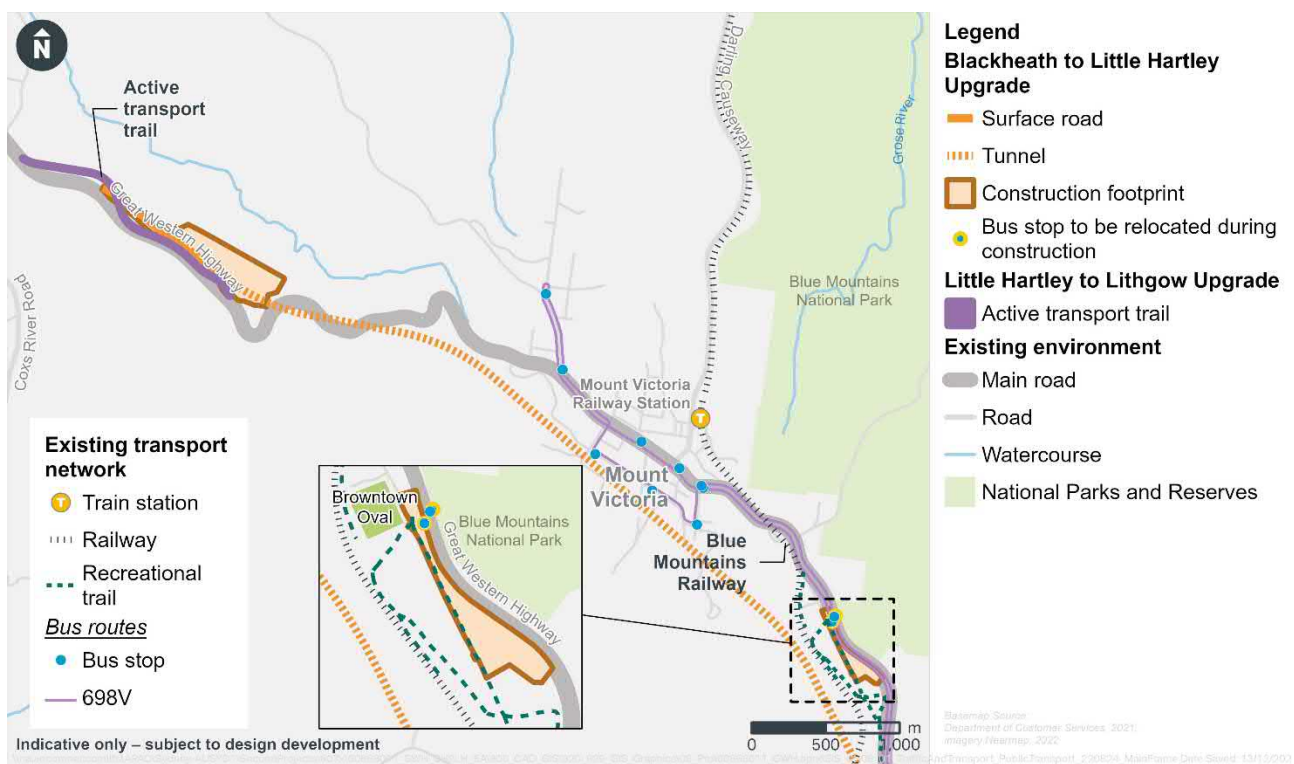 N
Active
transport
trail
Great Western Highway
Coxs River Road
Darling Causeway
Grose River
Blue Mountains
National Park
Mount Victoria
Railway Station
T
Mount
Victoria
Blue
Mountains
Railway
Existing transport
network
T Train station
Railway
Recreational
trail
Bus routes
Bus stop
698V
Browntown
Oval
Blue Mountains
National Park
Great Western Highway
0 500 1,000 m
Indicative only – subject to design development
Legend
Blackheath to Little Hartley
Upgrade
Surface road
Tunnel
Construction footprint
Bus stop to be relocated during
construction
Little Hartley to Lithgow Upgrade
Active transport trail
Existing environment
Main road
Road
Watercourse
National Parks and Reserves
Basemap Source
Department of Customer Services, 2021.
Imagery Nearmap, 2022